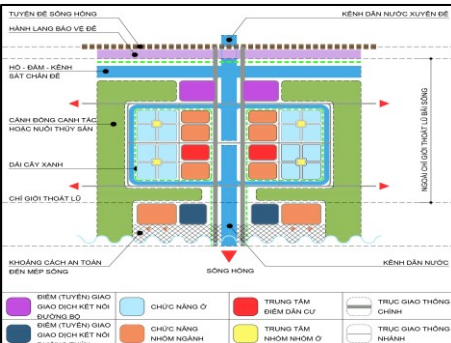 TUYẾN ĐÊ SÔNG HỒNG
KÊNH DẪN NƯỚC XUYÊN ĐÊ
HÀNH LANG BẢO VỆ ĐÊ
HỒ - ĐẦM - KÊNH
SÁT CHÂN ĐÊ
CÁNH ĐỒNG CANH TÁC
HOẶC NUÔI THỦY SẢN
DẢI CÂY XANH
NGOÀI CHỈ GIỚI THOÁT LŨ BÃI SÔNG
CHỈ GIỚI THOÁT LŨ
KHOẢNG CÁCH AN TOÀN
ĐẾN MÉP SÔNG
SÔNG HỒNG
KÊNH DẪN NƯỚC
ĐIỂM (TUYẾN) GIAO
GIAO DỊCH KẾT NỐI
ĐƯỜNG BỘ
CHỨC NĂNG Ở
TRUNG TÂM
ĐIỂM DÂN CƯ
TRỤC GIAO THÔNG
CHÍNH
ĐIỂM (TUYẾN) GIAO
GIAO DỊCH KẾT NỐI
CHỨC NĂNG
NHÓM NGÀNH
TRUNG TÂM
NHÓM NHÓM Ở
TRỤC GIAO THÔNG
NHÁNH